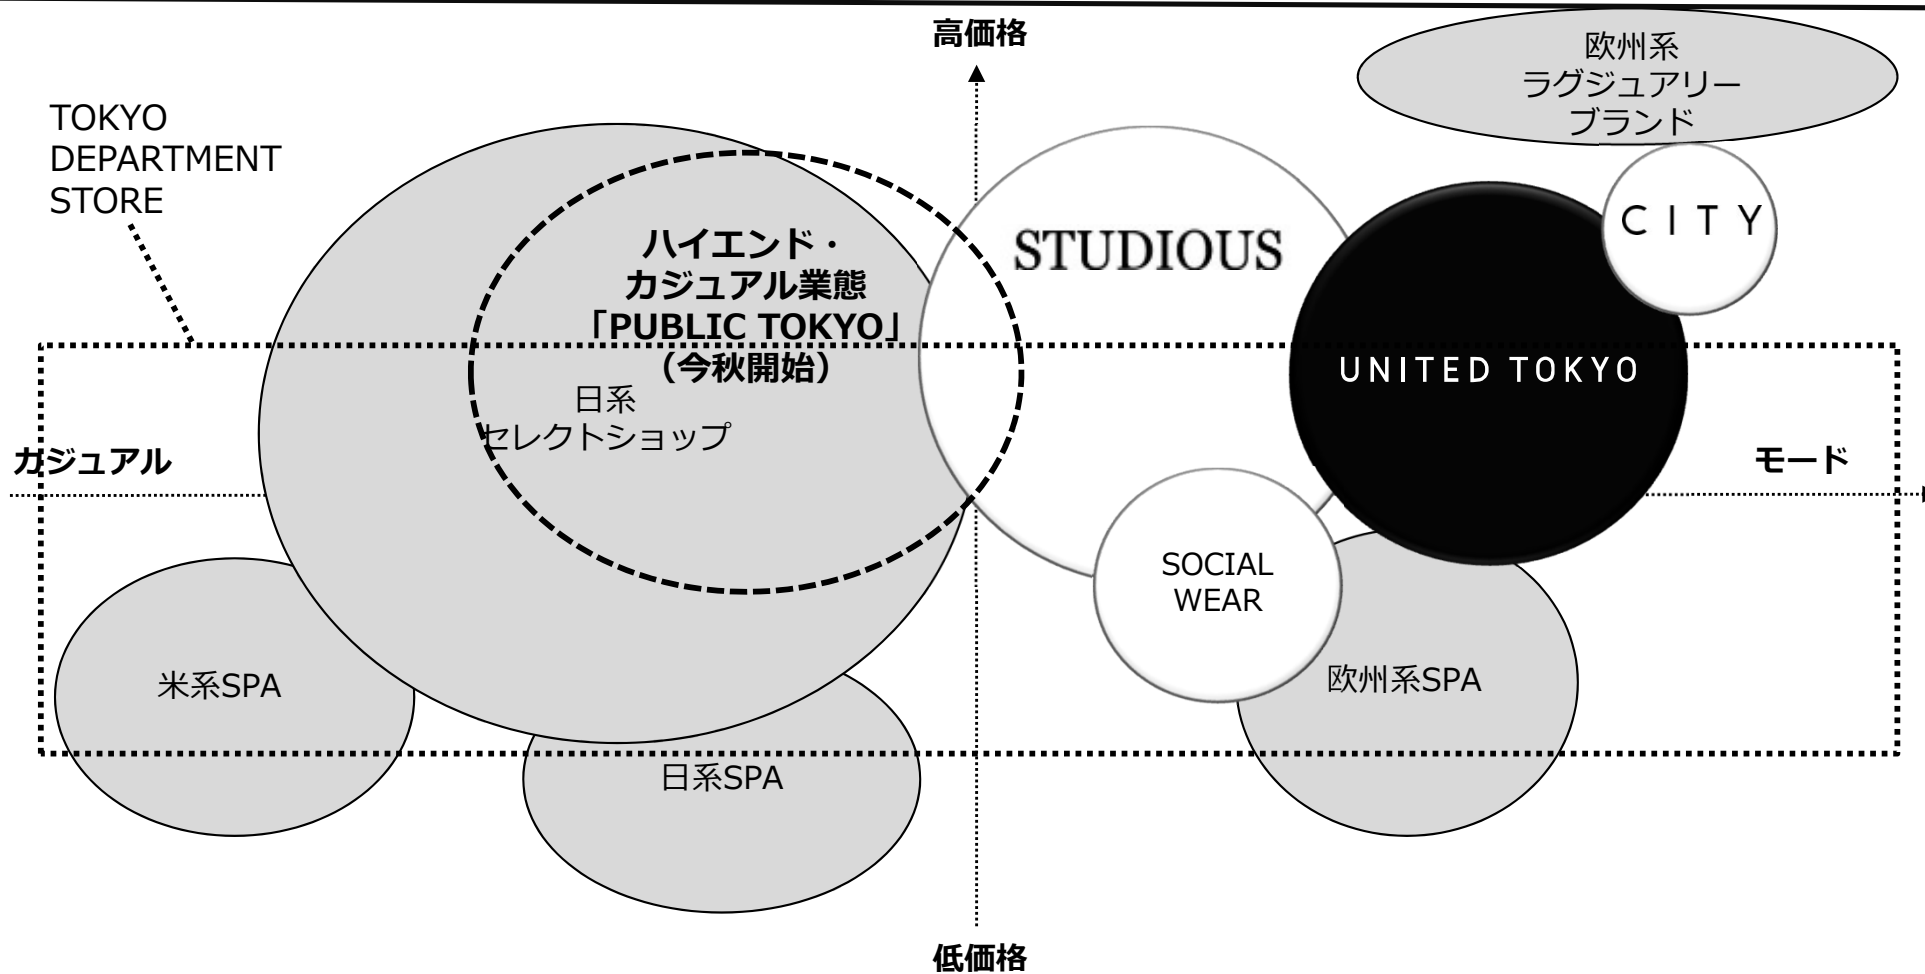 高価格
欧州系
ラグジュアリー
ブランド
TOKYO
DEPARTMENT
STORE
ハイエンド・
カジュアル業態
「PUBLIC TOKYO」
（今秋開始）
日系
セレクトショップ
STUDIOUS
CITY
UNITED TOKYO
カジュアル
モード
SOCIAL
WEAR
米系SPA
欧州系SPA
日系SPA
低価格